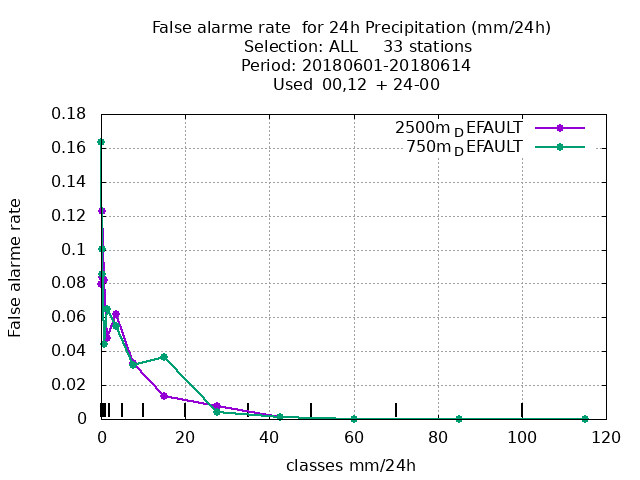 False alarme rate  for 24h Precipitation (mm/24h)
Selection: ALL     33 stations
Period: 20180601-20180614
Used  00,12  + 24-00
0.18
0.16
0.14
0.12
0.1
0.08
0.06
0.04
0.02
0
2500m_DEFAULT
750m_DEFAULT
False alarme rate
0 20 40 60 80 100 120
classes mm/24h